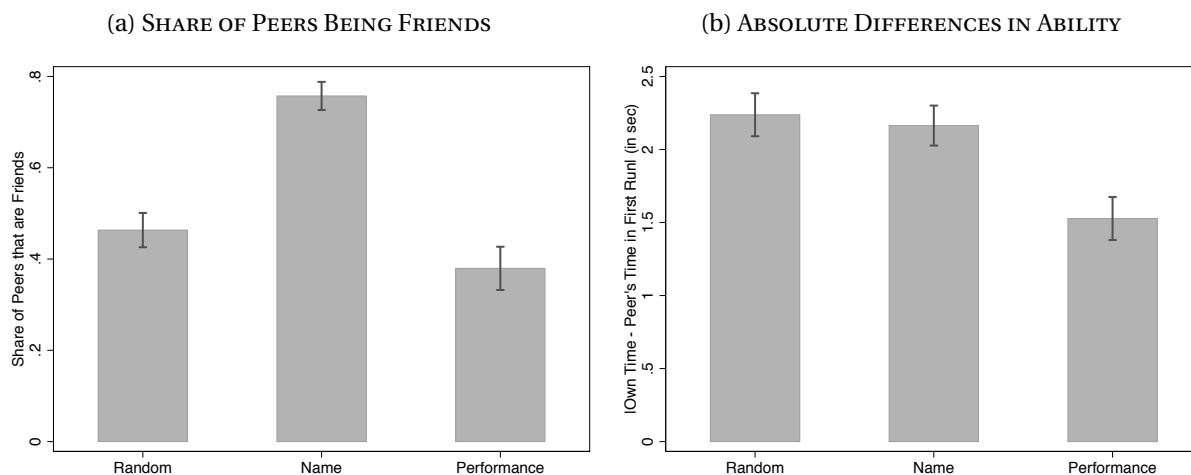 (a) SHARE OF PEERS BEING FRIENDS
Share of Peers that are Friends
.8
.6
.4
.2
0
Random Name Performance
(b) ABSOLUTE DIFFERENCES IN ABILITY
|Own Time - Peer's Time in First Run| (in sec)
2.5
2
1.5
1
.5
0
Random Name Performance